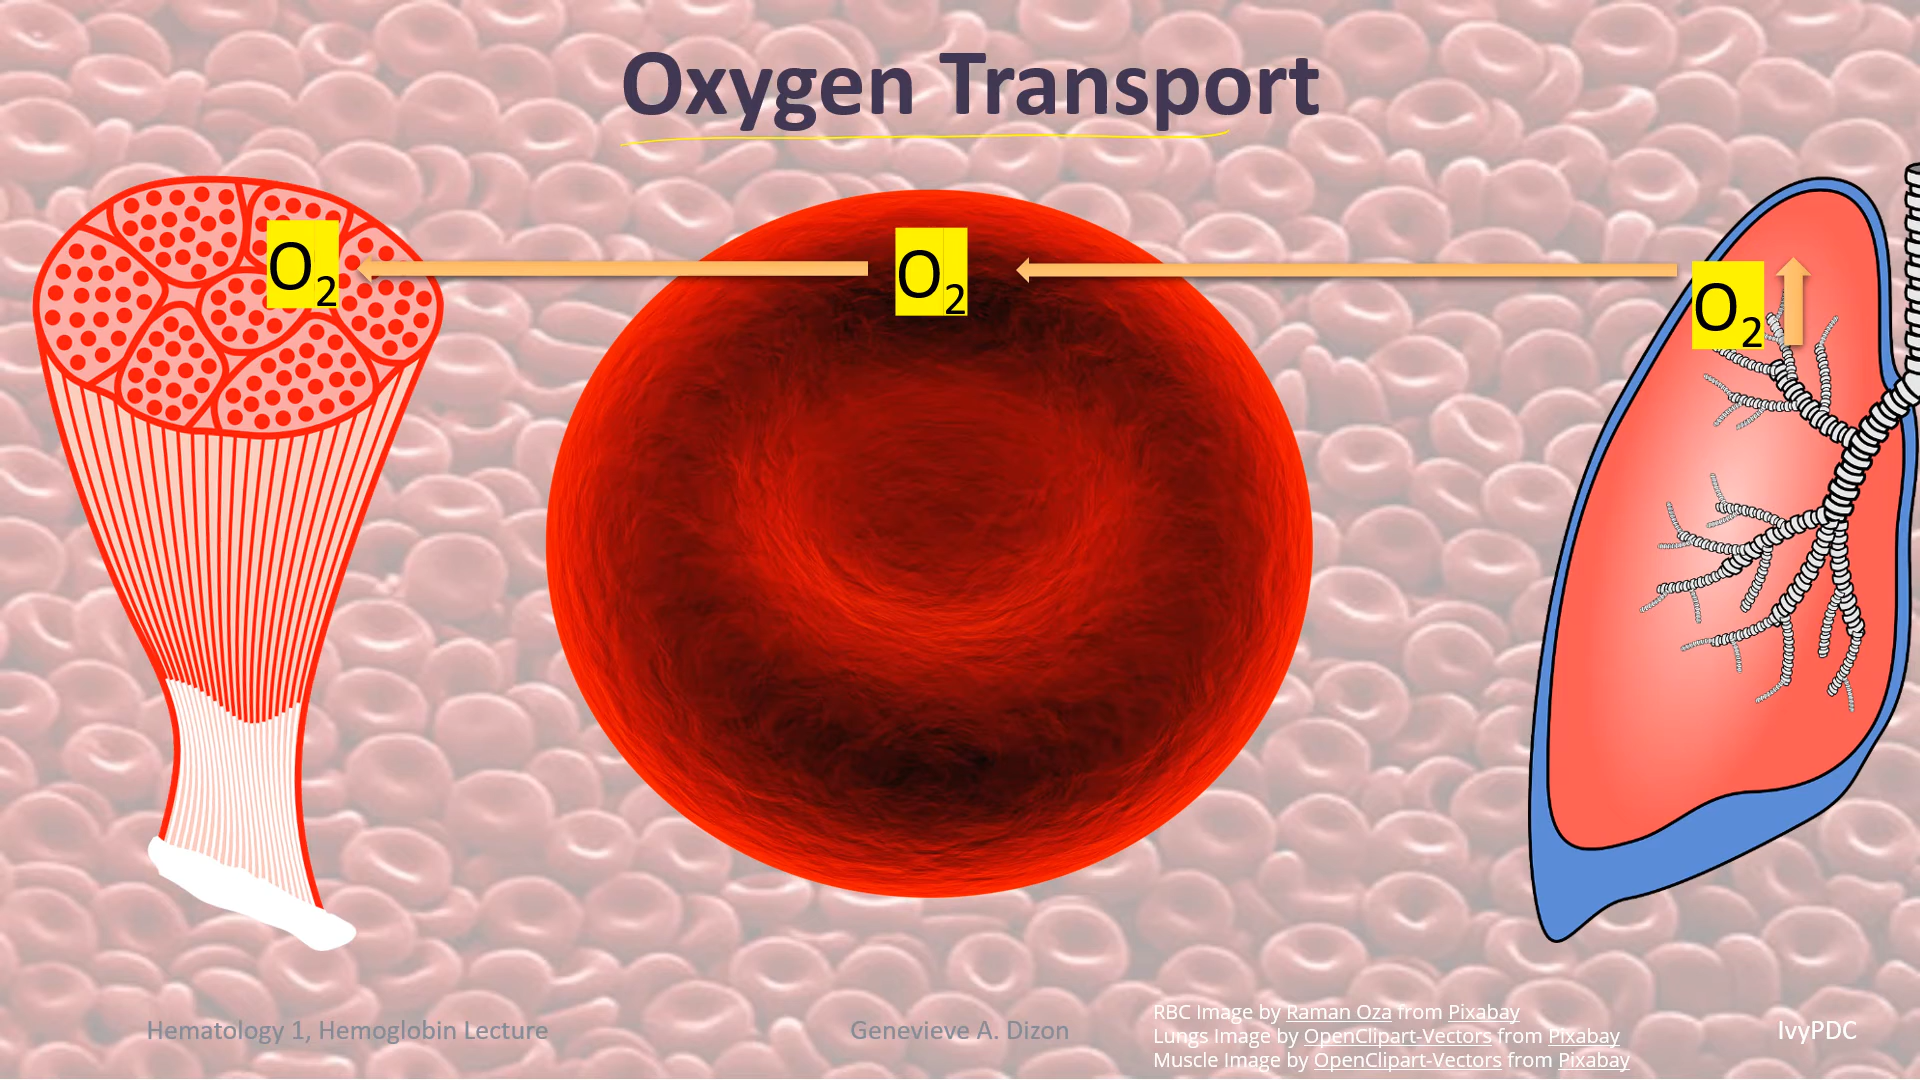 Oxygen Transport
O₂
O₂
O₂
Hematology 1, Hemoglobin Lecture
Genevieve A. Dizon
RBC Image by Raman Oza from Pixabay
Lungs Image by OpenClipart-Vectors from Pixabay
Muscle Image by OpenClipart-Vectors from Pixabay
IvyPDC